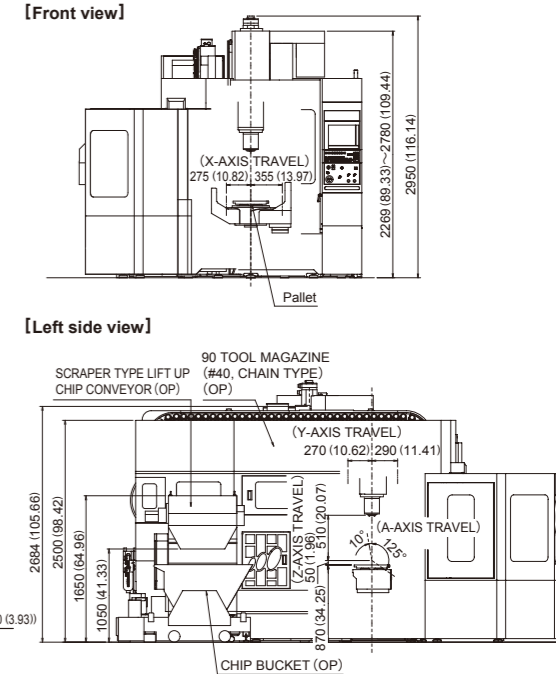 ［Front view］
(X-AXIS TRAVEL)
275 (10.82)
355 (13.97)
2269 (89.33)～2780 (109.44)
2950 (116.14)
Pallet
［Left side view］
SCRAPER TYPE LIFT UP
CHIP CONVEYOR (OP)
90 TOOL MAGAZINE
(#40, CHAIN TYPE)
(OP)
(Y-AXIS TRAVEL)
270 (10.62)
290 (11.41)
(Z-AXIS TRAVEL)
50 (1.96)
510 (20.07)
(A-AXIS TRAVEL)
10°
125°
2684 (105.66)
2500 (98.42)
1650 (64.96)
1050 (41.33)
870 (34.25)
0 (3.93))
CHIP BUCKET (OP)